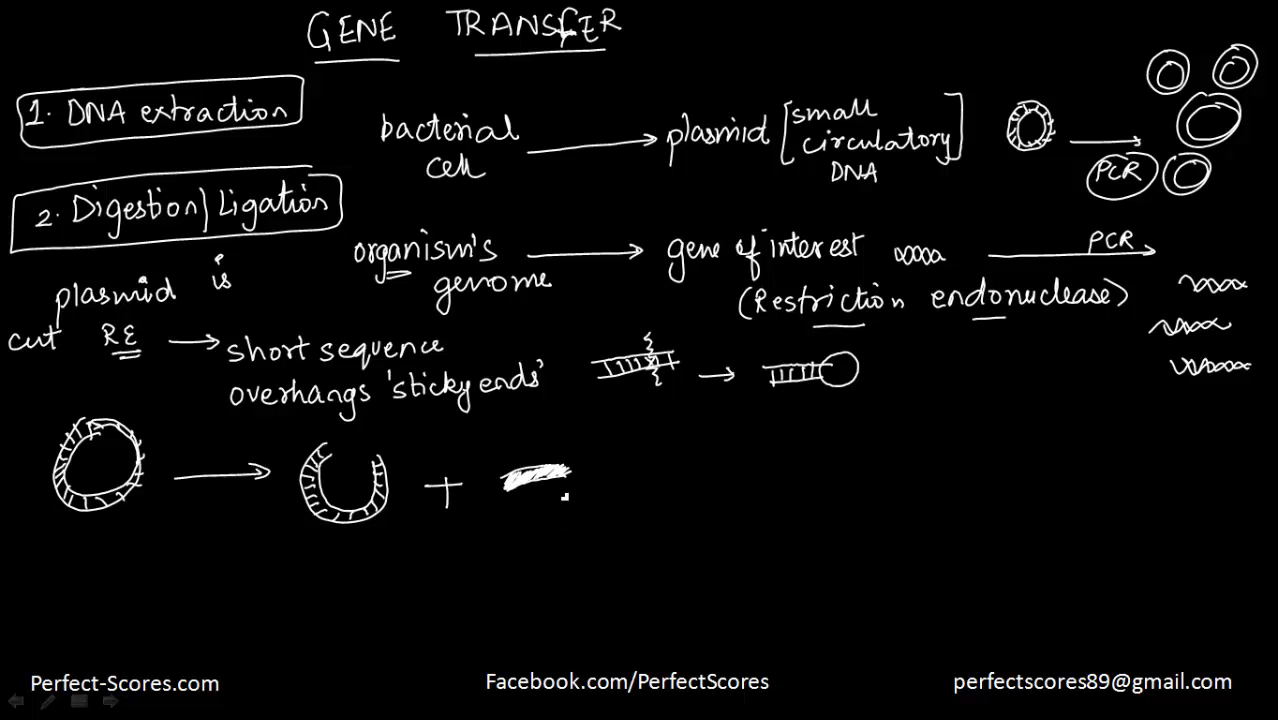 GENE TRANSFER
1. DNA extraction
bacterial cell
plasmid [small circulatory DNA]
PCR
2. Digestion/Ligation
organism's genome
gene of interest
PCR
(Restriction endonuclease)
plasmid is
cut RE
short sequence
overhangs 'sticky ends'
+
Perfect-Scores.com
Facebook.com/PerfectScores
perfectscores89@gmail.com